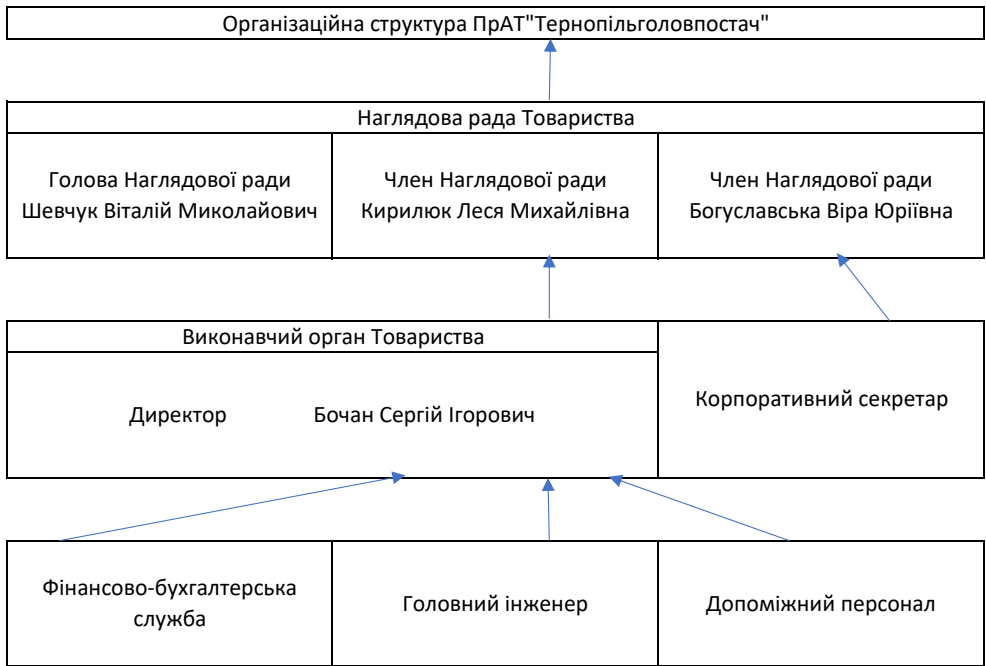 Організаційна структура ПрАТ"Тернопільголовпостач"
Наглядова рада Товариства
Голова Наглядової ради
Шевчук Віталій Миколайович
Член Наглядової ради
Кирилюк Леся Михайлівна
Член Наглядової ради
Богуславська Віра Юріївна
Виконавчий орган Товариства
Директор Бочан Сергій Ігорович
Корпоративний секретар
Фінансово-бухгалтерська
служба
Головний інженер
Допоміжний персонал